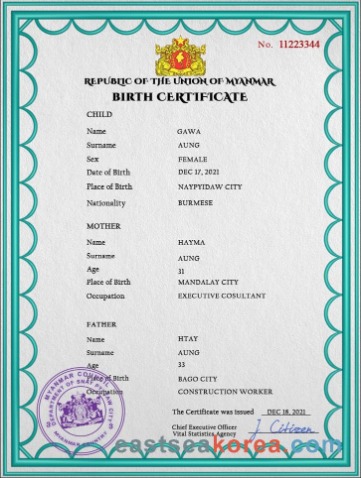 No. 11223344
REPUBLIC OF THE UNION OF MYANMAR
BIRTH CERTIFICATE
CHILD
Name GAWA
Surname AUNG
Sex FEMALE
Date of Birth DEC 17, 2021
Place of Birth NAYPYIDAW CITY
Nationality BURMESE
MOTHER
Name HAYMA
Surname AUNG
Age 31
Place of Birth MANDALAY CITY
Occupation EXECUTIVE COSULTANT
FATHER
Name HTAY
Surname AUNG
Age 33
Place of Birth BAGO CITY
Occupation CONSTRUCTION WORKER
The Certificate was issued DEC 18, 2021
Chief Executive Officer
Vital Statistics Agency
J. Citizen
eastseakorea.com